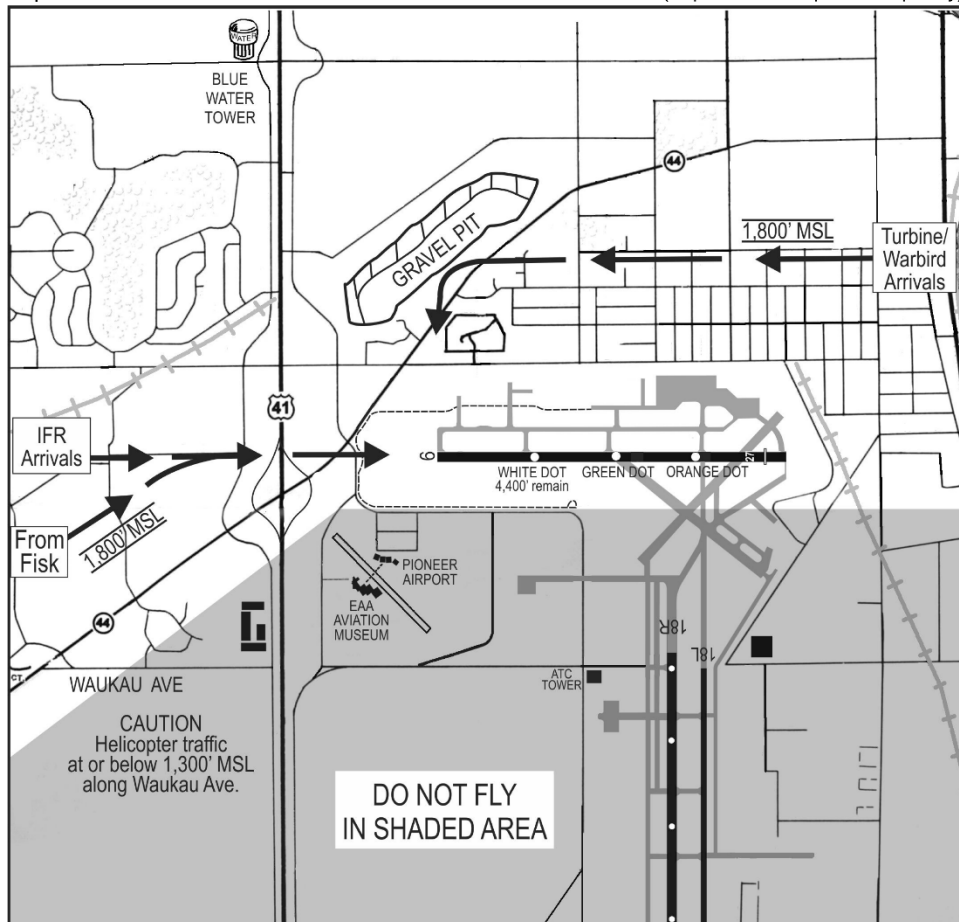 WATER
BLUE
WATER
TOWER
44
GRAVEL PIT
1,800' MSL
Turbine/
Warbird
Arrivals
41
IFR
Arrivals
9
27
WHITE DOT
4,400' remain
GREEN DOT
ORANGE DOT
From
Fisk
1,800' MSL
PIONEER
AIRPORT
EAA
AVIATION
MUSEUM
44
18R
18L
CT.
WAUKAU AVE
ATC
TOWER
CAUTION
Helicopter traffic
at or below 1,300' MSL
along Waukau Ave.
DO NOT FLY
IN SHADED AREA